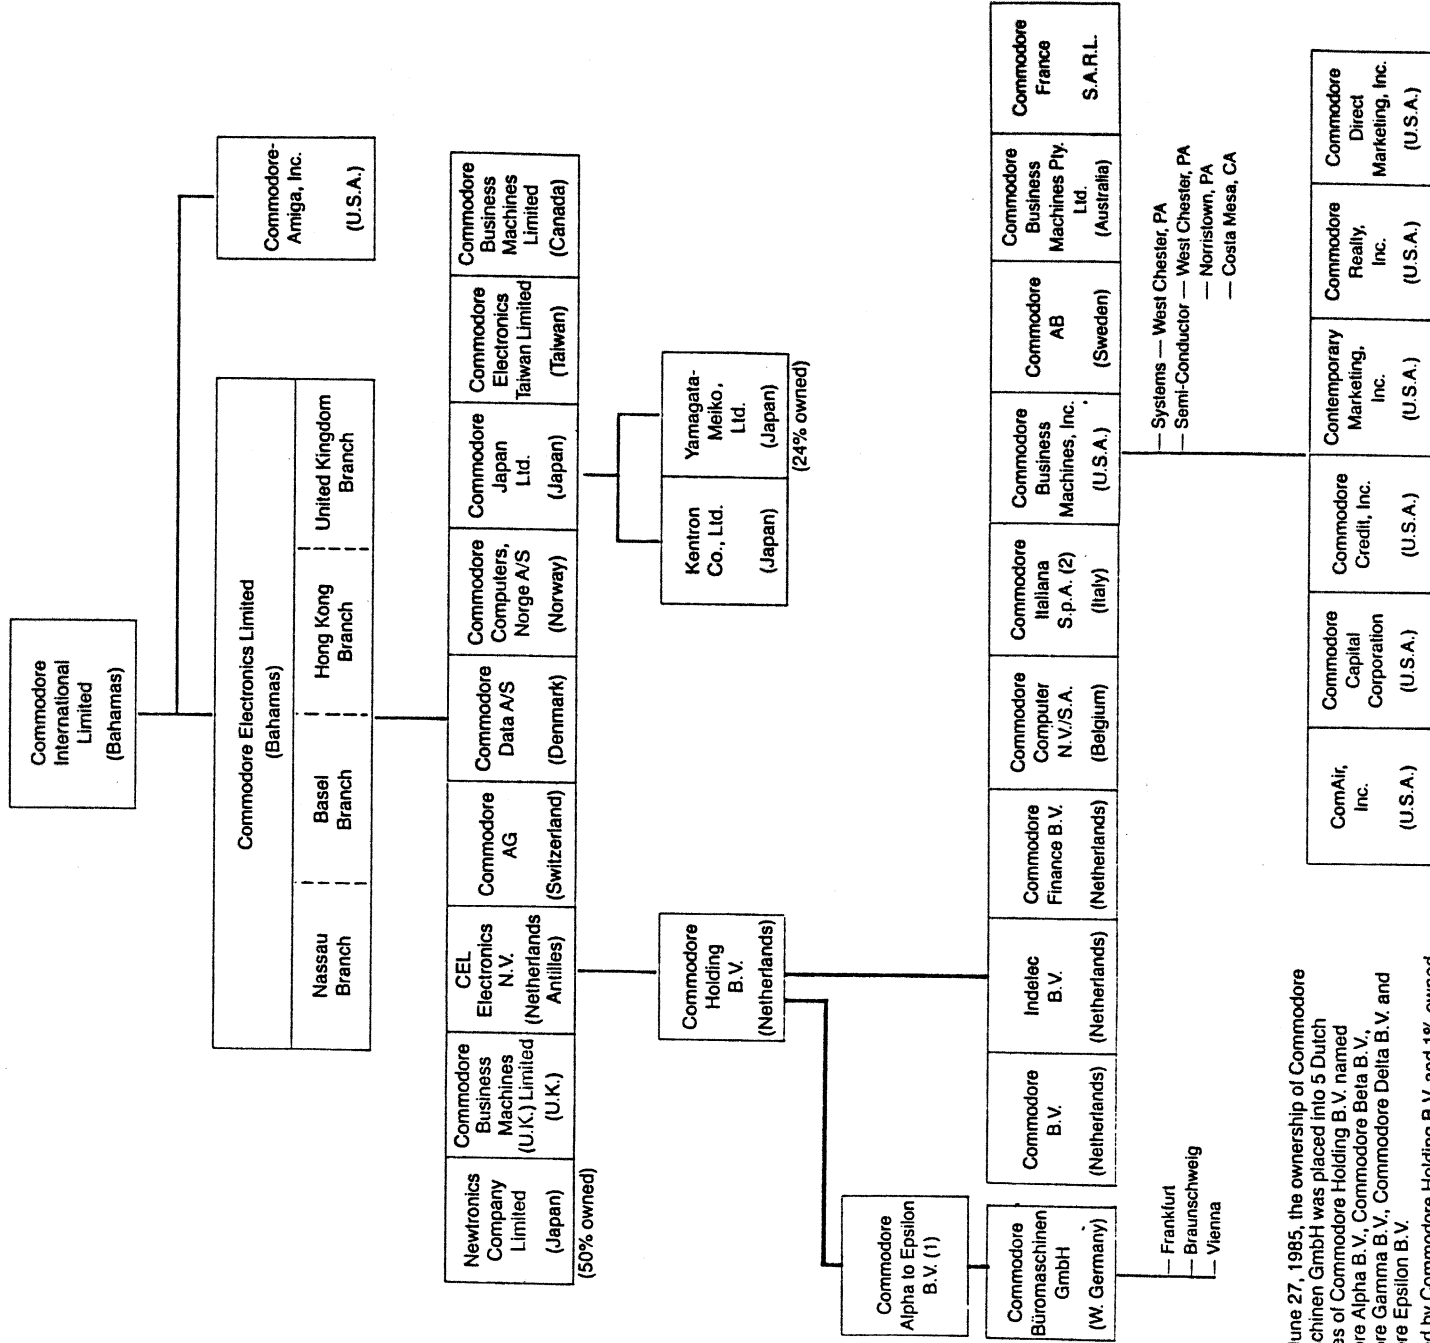 Commodore
International
Limited
(Bahamas)
Commodore Electronics Limited
(Bahamas)
Nassau
Branch
Basel
Branch
Hong Kong
Branch
United Kingdom
Branch
Commodore-
Amiga, Inc.
(U.S.A.)
Newtronics
Company
Limited
(Japan)
(50% owned)
Commodore
Business
Machines
(U.K.) Limited
(U.K.)
CEL
Electronics
N.V.
(Netherlands
Antilles)
Commodore
AG
(Switzerland)
Commodore
Data A/S
(Denmark)
Commodore
Computers,
Norge A/S
(Norway)
Commodore
Japan
Ltd.
(Japan)
Commodore
Electronics
Taiwan Limited
(Taiwan)
Commodore
Business
Machines
Limited
(Canada)
Commodore
Holding
B.V.
(Netherlands)
Kentron
Co., Ltd.
(Japan)
Yamagata-
Meiko,
Ltd.
(Japan)
(24% owned)
Commodore
Alpha to Epsilon
B.V. (1)
Commodore
Büromaschinen
GmbH
(W. Germany)
— Frankfurt
— Braunschweig
— Vienna
Commodore
B.V.
(Netherlands)
Indelec
B.V.
(Netherlands)
Commodore
Finance B.V.
(Netherlands)
Commodore
Computer
N.V./S.A.
(Belgium)
Commodore
Italiana
S.p.A. (2)
(Italy)
Commodore
Business
Machines, Inc.
(U.S.A.)
Commodore
AB
(Sweden)
Commodore
Business
Machines Pty.
Ltd.
(Australia)
Commodore
France
S.A.R.L.
— Systems — West Chester, PA
— Semi-Conductor — West Chester, PA
— Norristown, PA
— Costa Mesa, CA
ComAir,
Inc.
(U.S.A.)
Commodore
Capital
Corporation
(U.S.A.)
Commodore
Credit, Inc.
(U.S.A.)
Contemporary
Marketing,
Inc.
(U.S.A.)
Commodore
Realty,
Inc.
(U.S.A.)
Commodore
Direct
Marketing, Inc.
(U.S.A.)
27, 1985, the ownership of Commodore
GmbH was placed into 5 Dutch
of Commodore Holding B.V. named
Alpha B.V., Commodore Beta B.V.,
Gamma B.V., Commodore Delta B.V. and
Epsilon B.V.
by Commodore Holding B.V. and 1% owned